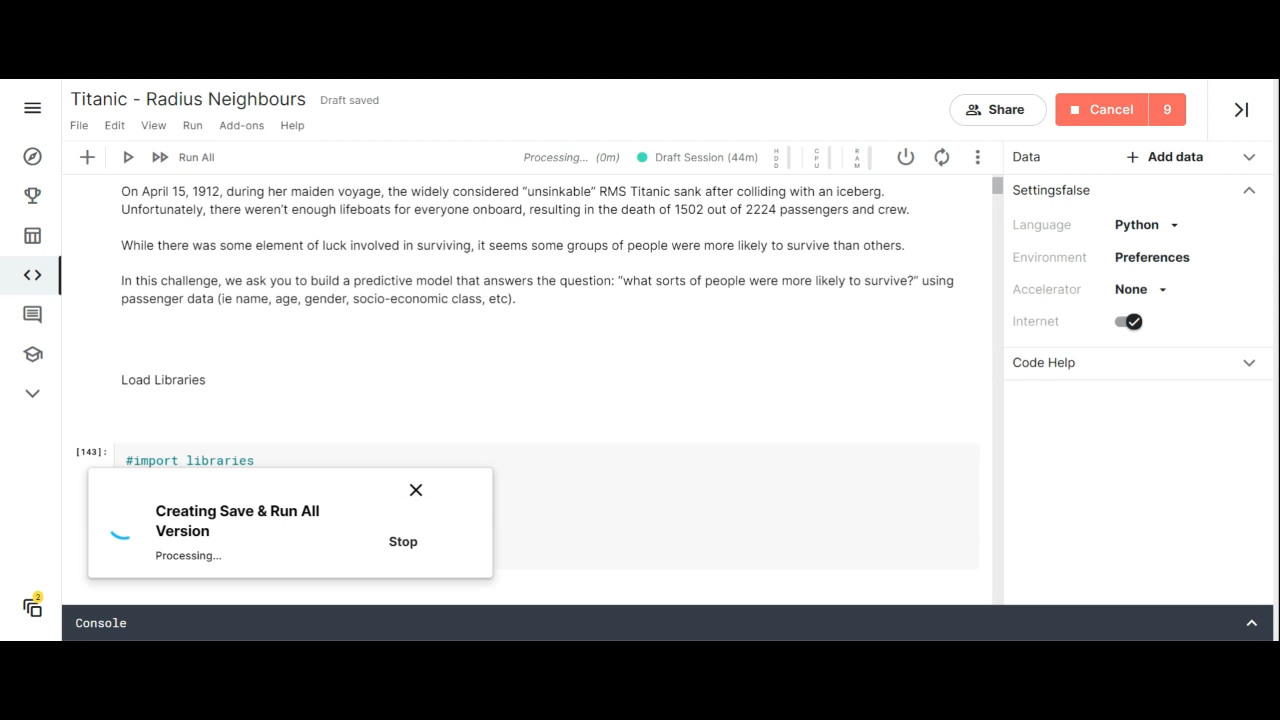 Titanic - Radius Neighbours Draft saved
Share
Cancel 9
File Edit View Run Add-ons Help
Run All
Processing... (0m)
Draft Session (44m)
HDD
CPU
RAM
Data
Add data
On April 15, 1912, during her maiden voyage, the widely considered “unsinkable” RMS Titanic sank after colliding with an iceberg.
Unfortunately, there weren’t enough lifeboats for everyone onboard, resulting in the death of 1502 out of 2224 passengers and crew.
While there was some element of luck involved in surviving, it seems some groups of people were more likely to survive than others.
In this challenge, we ask you to build a predictive model that answers the question: “what sorts of people were more likely to survive?” using
passenger data (ie name, age, gender, socio-economic class, etc).
Load Libraries
[143]:
#import libraries
Creating Save & Run All
Version
Processing...
Stop
Settingsfalse
Language Python
Environment Preferences
Accelerator None
Internet
Code Help
2
Console